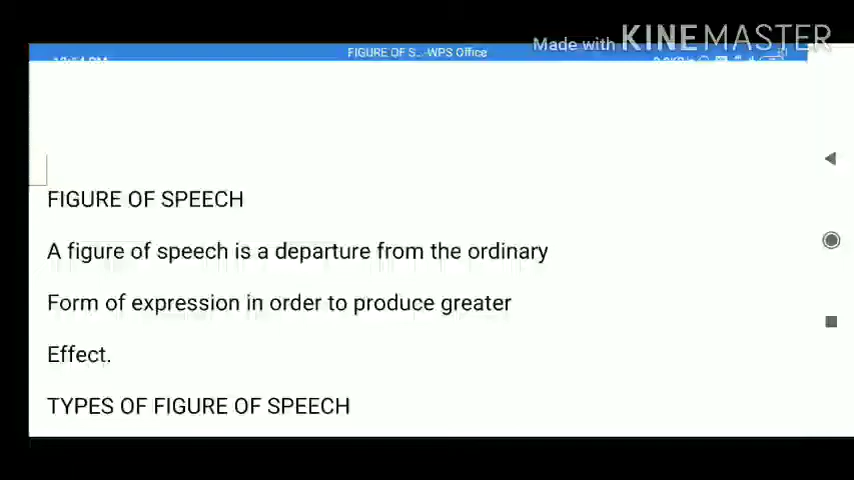 Made with KINEMASTER
FIGURE OF S...-WPS Office
FIGURE OF SPEECH
A figure of speech is a departure from the ordinary
Form of expression in order to produce greater
Effect.
TYPES OF FIGURE OF SPEECH